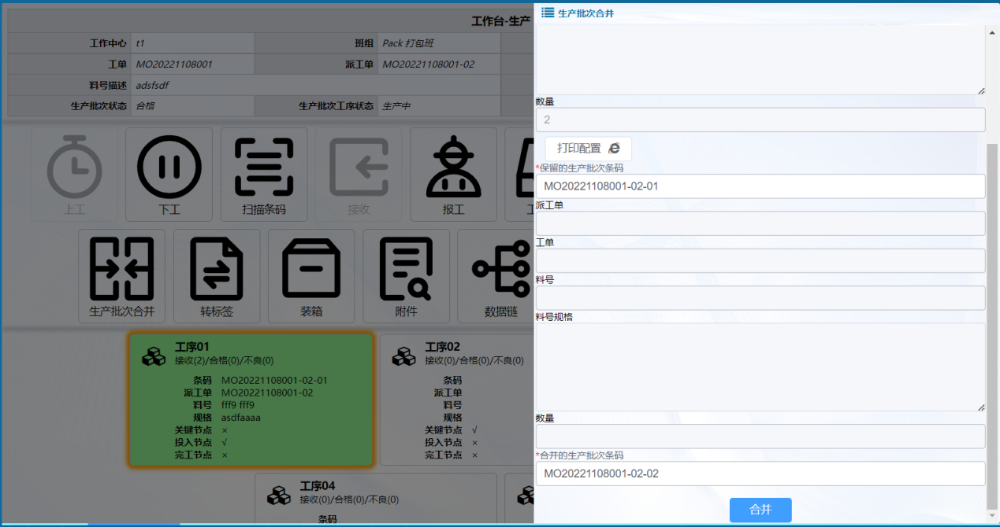 工作台-生产
工作中心 t1 班组 Pack 打包班
工单 MO20221108001 派工单 MO20221108001-02
料号描述 adsfsdf
生产批次状态 合格 生产批次工序状态 生产中
上工 下工 扫描条码 接收 报工
生产批次合并 转标签 装箱 附件 数据链
工序01
接收(2)/合格(0)/不良(0)
条码 MO20221108001-02-01
派工单 MO20221108001-02
料号 fff9 fff9
规格 asdfaaaa
关键节点 ×
投入节点 √
完工节点 ×
工序02
接收(0)/合格(0)/不良(0)
条码
派工单
料号
规格
关键节点 √
投入节点 ×
完工节点 ×
工序04
接收(0)/合格(0)/不良(0)
条码
生产批次合并
数量
2
打印配置
*保留的生产批次条码
MO20221108001-02-01
派工单
工单
料号
料号规格
数量
*合并的生产批次条码
MO20221108001-02-02
合并